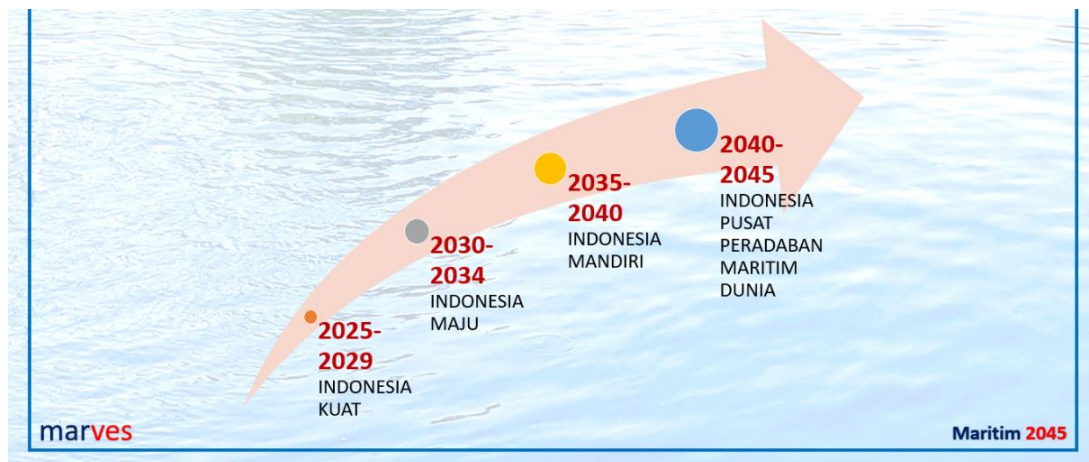 2025-
2029
INDONESIA
KUAT
2030-
2034
INDONESIA
MAJU
2035-
2040
INDONESIA
MANDIRI
2040-
2045
INDONESIA
PUSAT
PERADABAN
MARITIM
DUNIA
marves
Maritim 2045